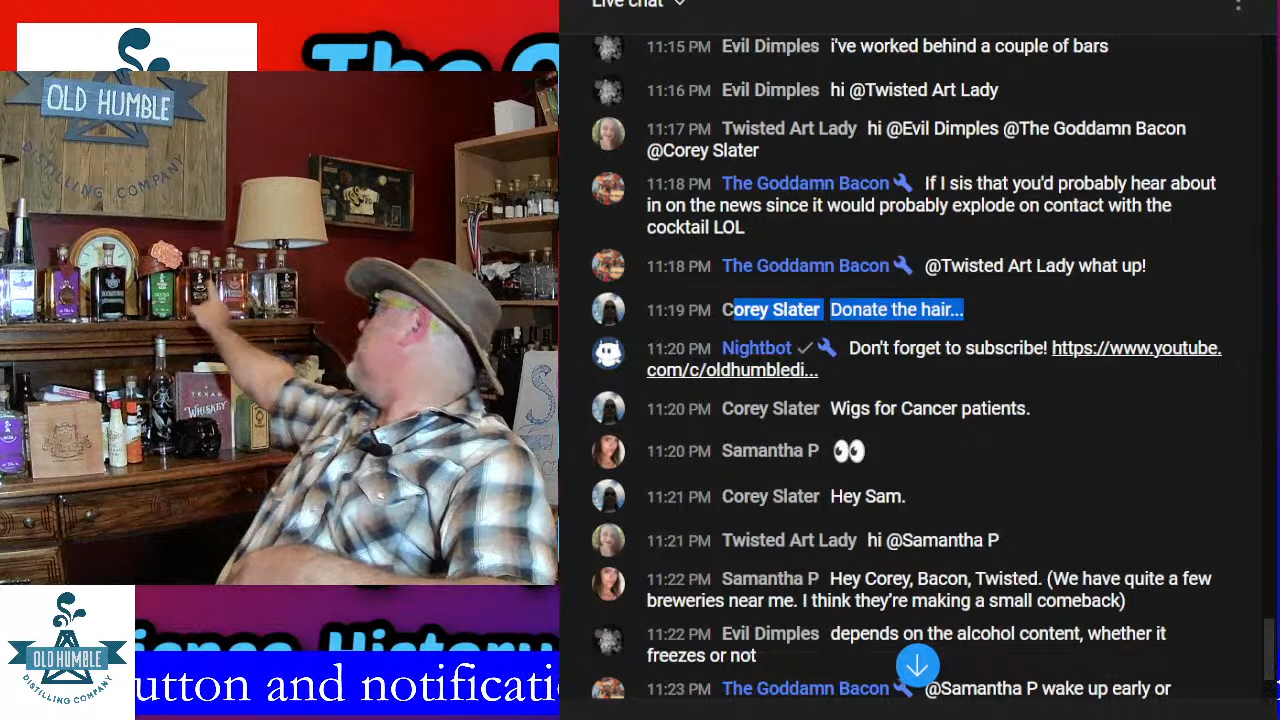 The
OLD HUMBLE
DISTILLING COMPANY
TEXAS
WHISKEY
OLD HUMBLE
DISTILLING COMPANY
History
utton and notificati
Live chat
11:15 PM Evil Dimples i've worked behind a couple of bars
11:16 PM Evil Dimples hi @Twisted Art Lady
11:17 PM Twisted Art Lady hi @Evil Dimples @The Goddamn Bacon
@Corey Slater
11:18 PM The Goddamn Bacon If I sis that you'd probably hear about
in on the news since it would probably explode on contact with the
cocktail LOL
11:18 PM The Goddamn Bacon @Twisted Art Lady what up!
11:19 PM Corey Slater Donate the hair...
11:20 PM Nightbot Don't forget to subscribe! https://www.youtube.
com/c/oldhumbledi...
11:20 PM Corey Slater Wigs for Cancer patients.
11:20 PM Samantha P 👀
11:21 PM Corey Slater Hey Sam.
11:21 PM Twisted Art Lady hi @Samantha P
11:22 PM Samantha P Hey Corey, Bacon, Twisted. (We have quite a few
breweries near me. I think they're making a small comeback)
11:22 PM Evil Dimples depends on the alcohol content, whether it
freezes or not
11:23 PM The Goddamn Bacon @Samantha P wake up early or